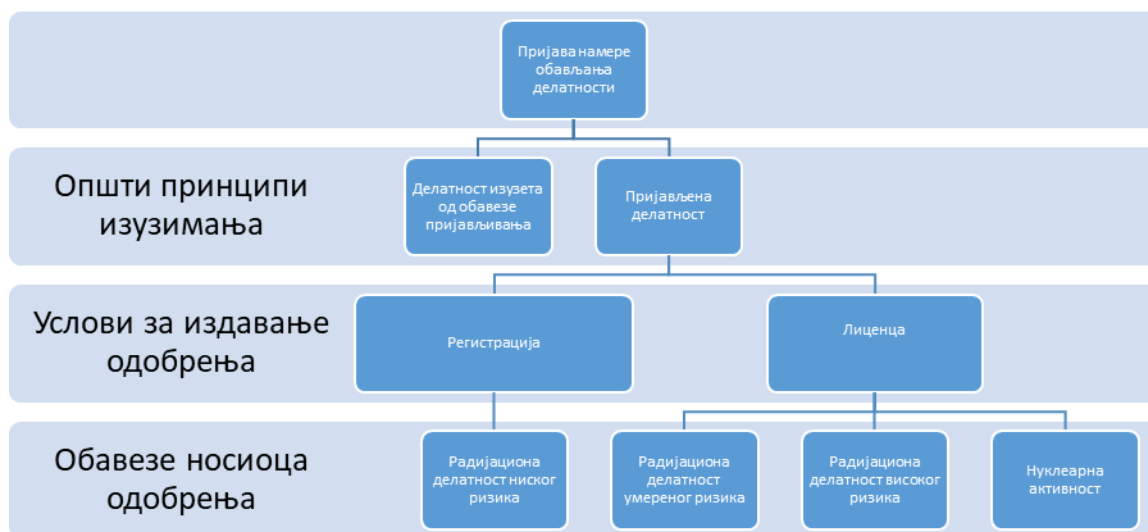 Пријава намере
обављања
делатности
Општи принципи
изузимања
Делатност изузета
од обавезе
пријављивања
Пријављена
делатност
Услови за издавање
одобрења
Регистрација
Лиценца
Обавезе носиоца
одобрења
Радијациона
делатност ниског
ризика
Радијациона
делатност
умереног ризика
Радијациона
делатност високог
ризика
Нуклеарна
активност